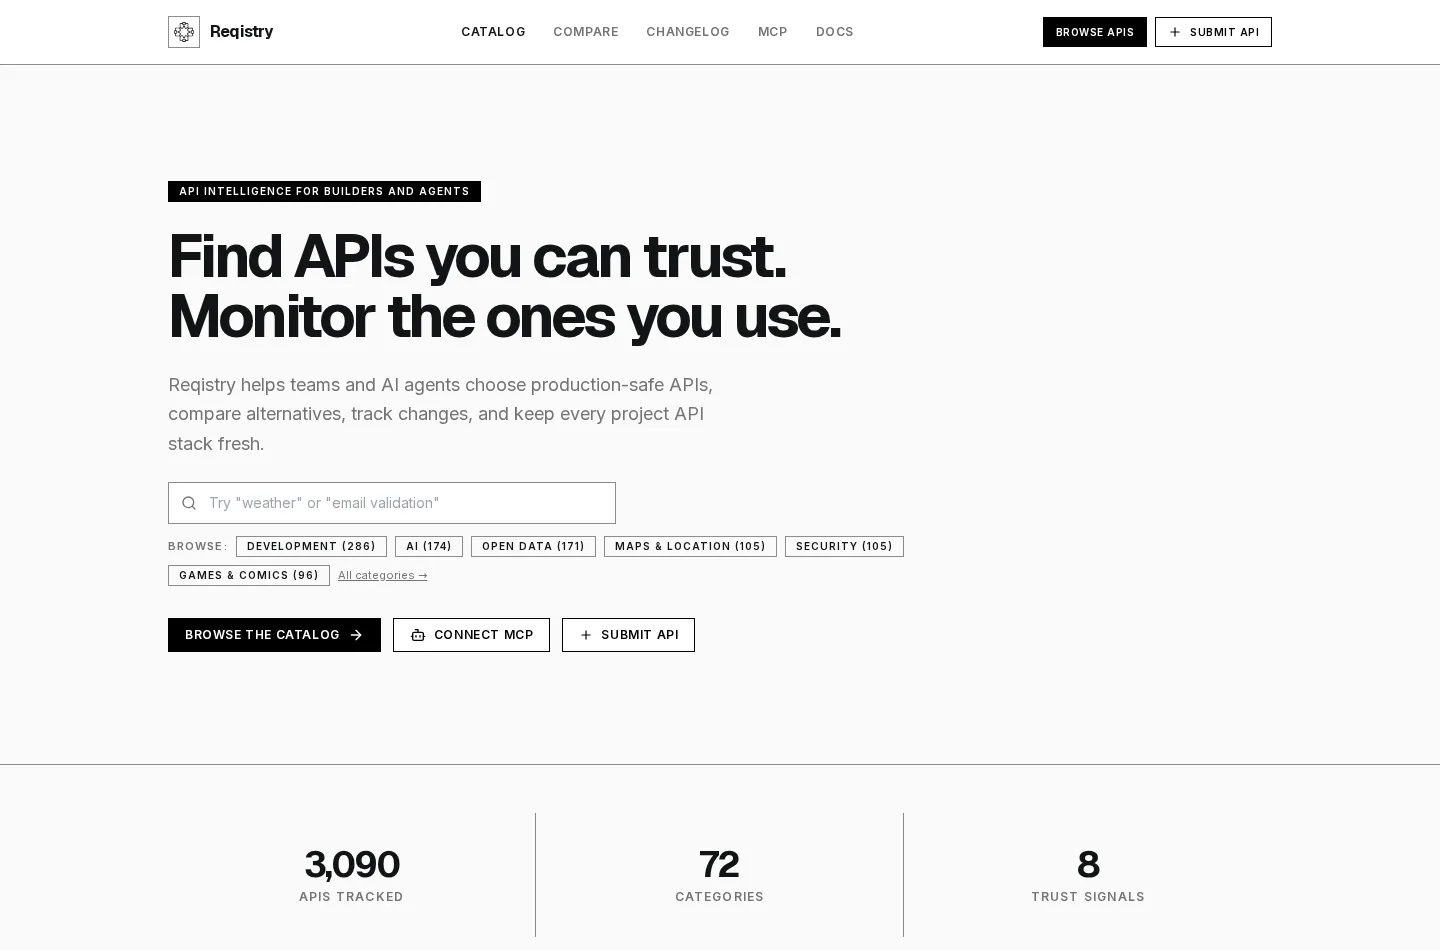 Reqistry
CATALOG
COMPARE
CHANGELOG
MCP
DOCS
BROWSE APIS
SUBMIT API
API INTELLIGENCE FOR BUILDERS AND AGENTS
Find APIs you can trust.
Monitor the ones you use.
Reqistry helps teams and AI agents choose production-safe APIs,
compare alternatives, track changes, and keep every project API
stack fresh.
Try "weather" or "email validation"
BROWSE: DEVELOPMENT (286) AI (174) OPEN DATA (171) MAPS & LOCATION (105) SECURITY (105)
GAMES & COMICS (96) All categories →
BROWSE THE CATALOG → CONNECT MCP + SUBMIT API
3,090
APIS TRACKED
72
CATEGORIES
8
TRUST SIGNALS